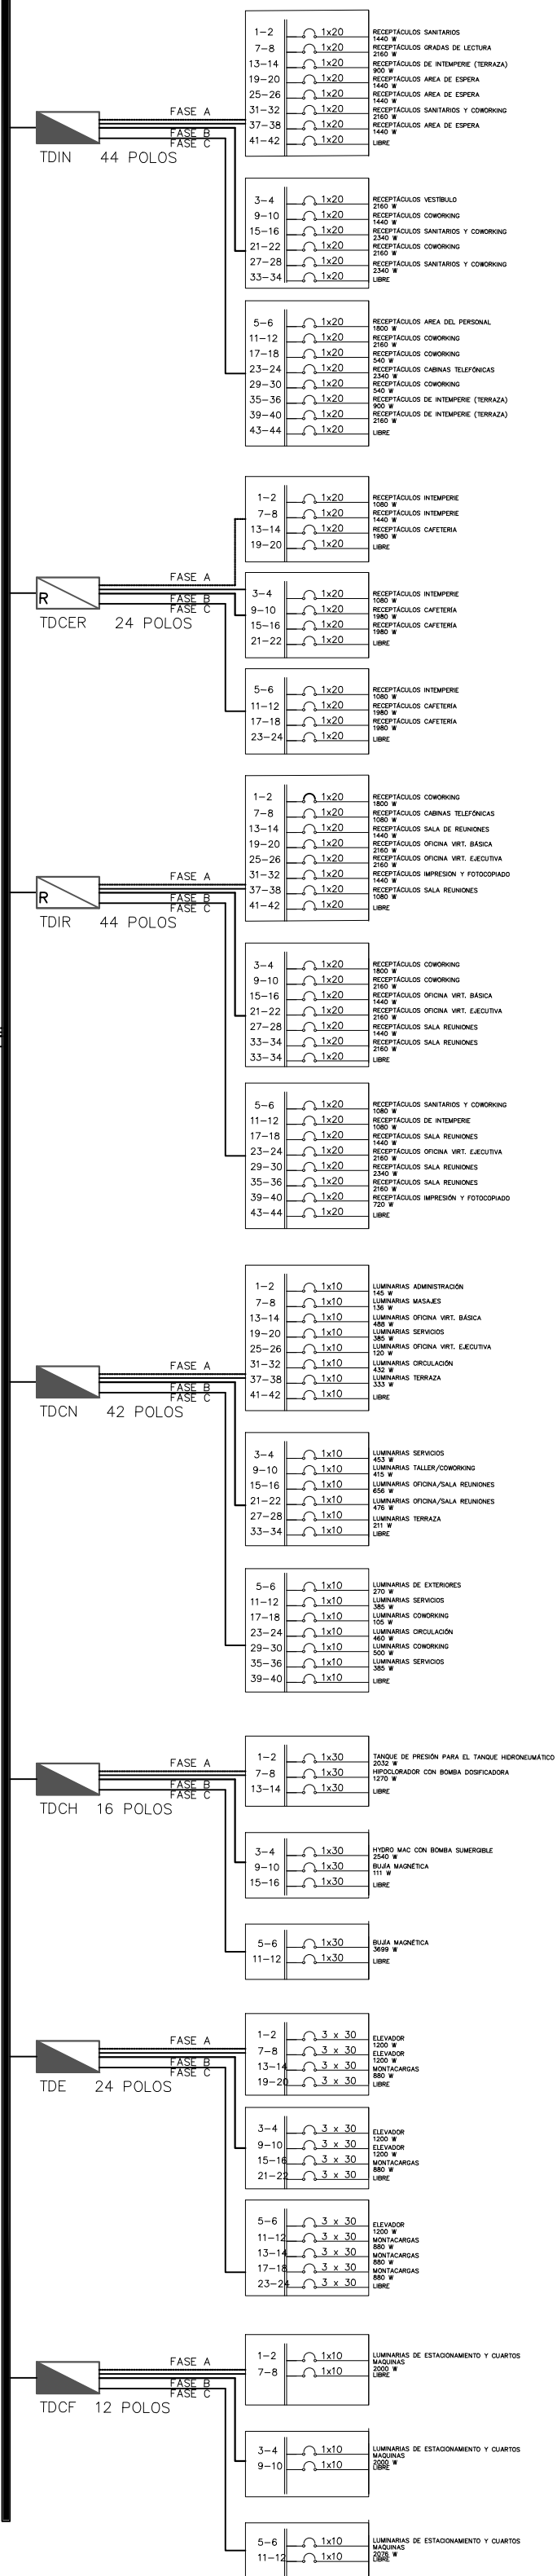 1-2 1x20 RECEPTÁCULOS SANITARIOS
1440 W
7-8 1x20 RECEPTÁCULOS GRADAS DE LECTURA
2160 W
13-14 1x20 RECEPTÁCULOS DE INTEMPERIE (TERRAZA)
900 W
19-20 1x20 RECEPTÁCULOS AREA DE ESPERA
1440 W
25-26 1x20 RECEPTÁCULOS AREA DE ESPERA
1440 W
31-32 1x20 RECEPTÁCULOS SANITARIOS Y COWORKING
2160 W
37-38 1x20 RECEPTÁCULOS AREA DE ESPERA
1440 W
41-42 1x20 LIBRE
FASE A
FASE B
FASE C
TDIN 44 POLOS
3-4 1x20 RECEPTÁCULOS VESTÍBULO
2160 W
9-10 1x20 RECEPTÁCULOS COWORKING
1440 W
15-16 1x20 RECEPTÁCULOS SANITARIOS Y COWORKING
2340 W
21-22 1x20 RECEPTÁCULOS COWORKING
2160 W
27-28 1x20 RECEPTÁCULOS SANITARIOS Y COWORKING
2340 W
33-34 1x20 LIBRE
5-6 1x20 RECEPTÁCULOS AREA DEL PERSONAL
1800 W
11-12 1x20 RECEPTÁCULOS COWORKING
2160 W
17-18 1x20 RECEPTÁCULOS COWORKING
540 W
23-24 1x20 RECEPTÁCULOS CABINAS TELEFÓNICAS
2340 W
29-30 1x20 RECEPTÁCULOS COWORKING
540 W
35-36 1x20 RECEPTÁCULOS DE INTEMPERIE (TERRAZA)
900 W
39-40 1x20 RECEPTÁCULOS DE INTEMPERIE (TERRAZA)
2160 W
43-44 1x20 LIBRE
1-2 1x20 RECEPTÁCULOS INTEMPERIE
1080 W
7-8 1x20 RECEPTÁCULOS INTEMPERIE
1440 W
13-14 1x20 RECEPTÁCULOS CAFETERIA
1980 W
19-20 1x20 LIBRE
FASE A
FASE B
FASE C
R
TDCER 24 POLOS
3-4 1x20 RECEPTÁCULOS INTEMPERIE
1080 W
9-10 1x20 RECEPTÁCULOS CAFETERÍA
1980 W
15-16 1x20 RECEPTÁCULOS CAFETERÍA
1980 W
21-22 1x20 LIBRE
5-6 1x20 RECEPTÁCULOS INTEMPERIE
1080 W
11-12 1x20 RECEPTÁCULOS CAFETERÍA
1980 W
17-18 1x20 RECEPTÁCULOS CAFETERÍA
1980 W
23-24 1x20 LIBRE
1-2 1x20 RECEPTÁCULOS COWORKING
1800 W
7-8 1x20 RECEPTÁCULOS CABINAS TELEFÓNICAS
1080 W
13-14 1x20 RECEPTÁCULOS SALA DE REUNIONES
1440 W
19-20 1x20 RECEPTÁCULOS OFICINA VIRT. BÁSICA
2160 W
25-26 1x20 RECEPTÁCULOS OFICINA VIRT. EJECUTIVA
2160 W
31-32 1x20 RECEPTÁCULOS IMPRESIÓN Y FOTOCOPIADO
1440 W
37-38 1x20 RECEPTÁCULOS SALA REUNIONES
1080 W
41-42 1x20 LIBRE
FASE A
FASE B
FASE C
R
TDIR 44 POLOS
3-4 1x20 RECEPTÁCULOS COWORKING
1800 W
9-10 1x20 RECEPTÁCULOS COWORKING
2160 W
15-16 1x20 RECEPTÁCULOS OFICINA VIRT. BÁSICA
1440 W
21-22 1x20 RECEPTÁCULOS OFICINA VIRT. EJECUTIVA
2160 W
27-28 1x20 RECEPTÁCULOS SALA REUNIONES
1440 W
33-34 1x20 RECEPTÁCULOS SALA REUNIONES
2160 W
33-34 1x20 LIBRE
5-6 1x20 RECEPTÁCULOS SANITARIOS Y COWORKING
1080 W
11-12 1x20 RECEPTÁCULOS DE INTEMPERIE
1080 W
17-18 1x20 RECEPTÁCULOS SALA REUNIONES
1440 W
23-24 1x20 RECEPTÁCULOS OFICINA VIRT. EJECUTIVA
2160 W
29-30 1x20 RECEPTÁCULOS SALA REUNIONES
2340 W
35-36 1x20 RECEPTÁCULOS SALA REUNIONES
2160 W
39-40 1x20 RECEPTÁCULOS IMPRESIÓN Y FOTOCOPIADO
720 W
43-44 1x20 LIBRE
1-2 1x10 LUMINARIAS ADMINISTRACIÓN
145 W
7-8 1x10 LUMINARIAS MASAJES
136 W
13-14 1x10 LUMINARIAS OFICINA VIRT. BÁSICA
488 W
19-20 1x10 LUMINARIAS SERVICIOS
385 W
25-26 1x10 LUMINARIAS OFICINA VIRT. EJECUTIVA
120 W
31-32 1x10 LUMINARIAS CIRCULACIÓN
432 W
37-38 1x10 LUMINARIAS TERRAZA
333 W
41-42 1x10 LIBRE
FASE A
FASE B
FASE C
TDCN 42 POLOS
3-4 1x10 LUMINARIAS SERVICIOS
453 W
9-10 1x10 LUMINARIAS TALLER/COWORKING
415 W
15-16 1x10 LUMINARIAS OFICINA/SALA REUNIONES
656 W
21-22 1x10 LUMINARIAS OFICINA/SALA REUNIONES
476 W
27-28 1x10 LUMINARIAS TERRAZA
211 W
33-34 1x10 LIBRE
5-6 1x10 LUMINARIAS DE EXTERIORES
270 W
11-12 1x10 LUMINARIAS SERVICIOS
385 W
17-18 1x10 LUMINARIAS COWORKING
105 W
23-24 1x10 LUMINARIAS CIRCULACIÓN
460 W
29-30 1x10 LUMINARIAS COWORKING
500 W
35-36 1x10 LUMINARIAS SERVICIOS
385 W
39-40 1x10 LIBRE
1-2 1x30 TANQUE DE PRESIÓN PARA EL TANQUE HIDRONEUMÁTICO
2032 W
7-8 1x30 HIPOCLORADOR CON BOMBA DOSIFICADORA
1270 W
13-14 1x30 LIBRE
FASE A
FASE B
FASE C
TDCH 16 POLOS
3-4 1x30 HYDRO MAC CON BOMBA SUMERGIBLE
2540 W
9-10 1x30 BUJÍA MAGNÉTICA
111 W
15-16 1x30 LIBRE
5-6 1x30 BUJÍA MAGNÉTICA
3699 W
11-12 1x30 LIBRE
1-2 3 x 30 ELEVADOR
1200 W
7-8 3 x 30 ELEVADOR
1200 W
13-14 3 x 30 MONTACARGAS
880 W
19-20 3 x 30 LIBRE
FASE A
FASE B
FASE C
TDE 24 POLOS
3-4 3 x 30 ELEVADOR
1200 W
9-10 3 x 30 ELEVADOR
1200 W
15-16 3 x 30 MONTACARGAS
880 W
21-22 3 x 30 LIBRE
5-6 3 x 30 ELEVADOR
1200 W
11-12 3 x 30 MONTACARGAS
880 W
13-14 3 x 30 MONTACARGAS
880 W
17-18 3 x 30 MONTACARGAS
880 W
23-24 3 x 30 LIBRE
1-2 1x10 LUMINARIAS DE ESTACIONAMIENTO Y CUARTOS
MAQUINAS
2000 W
7-8 1x10 LIBRE
FASE A
FASE B
FASE C
TDCF 12 POLOS
3-4 1x10 LUMINARIAS DE ESTACIONAMIENTO Y CUARTOS
MAQUINAS
2000 W
9-10 1x10 LIBRE
5-6 1x10 LUMINARIAS DE ESTACIONAMIENTO Y CUARTOS
MAQUINAS
2076 W
11-12 1x10 LIBRE